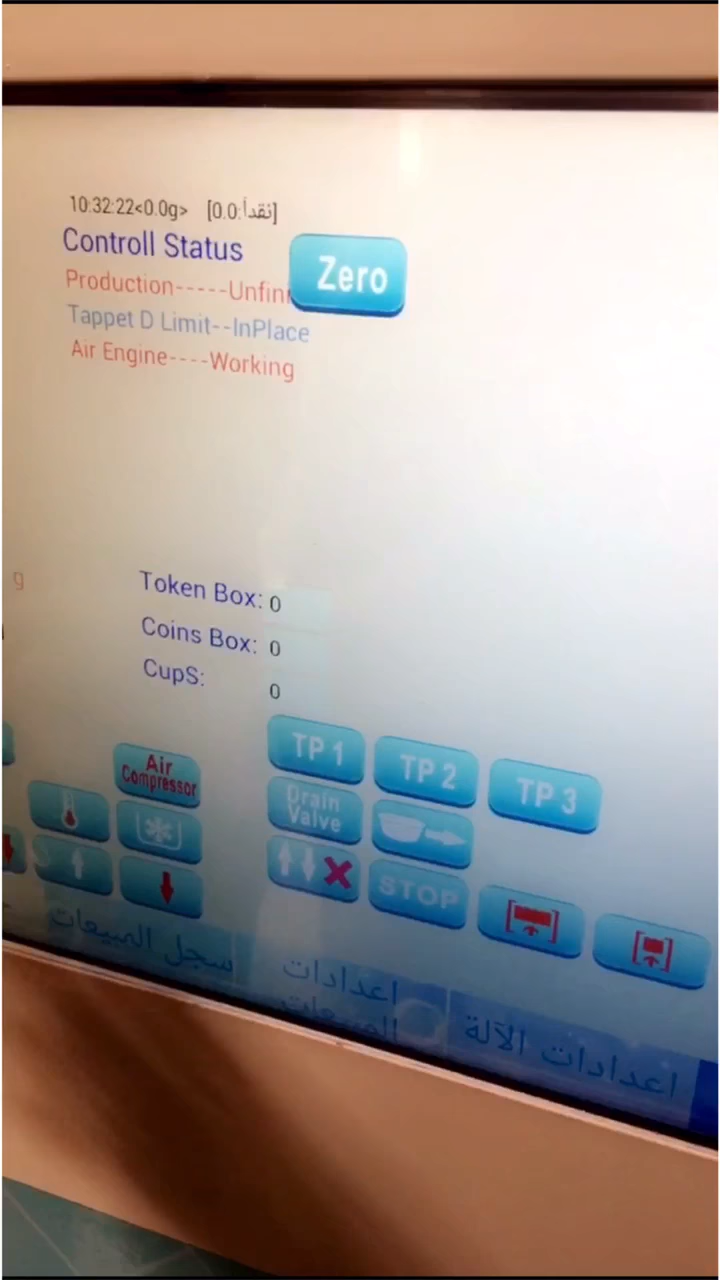 10:32:22<0.0g> [نقداً:0.0]
Controll Status
Zero
Production-----Unfini
Tappet D Limit--InPlace
Air Engine----Working
g
Token Box: 0
Coins Box: 0
CupS: 0
TP 1 TP 2 TP 3
Air Compressor
Drain Valve
STOP
سجل المبيعات
اعدادات المبيعات
اعدادات الآلة